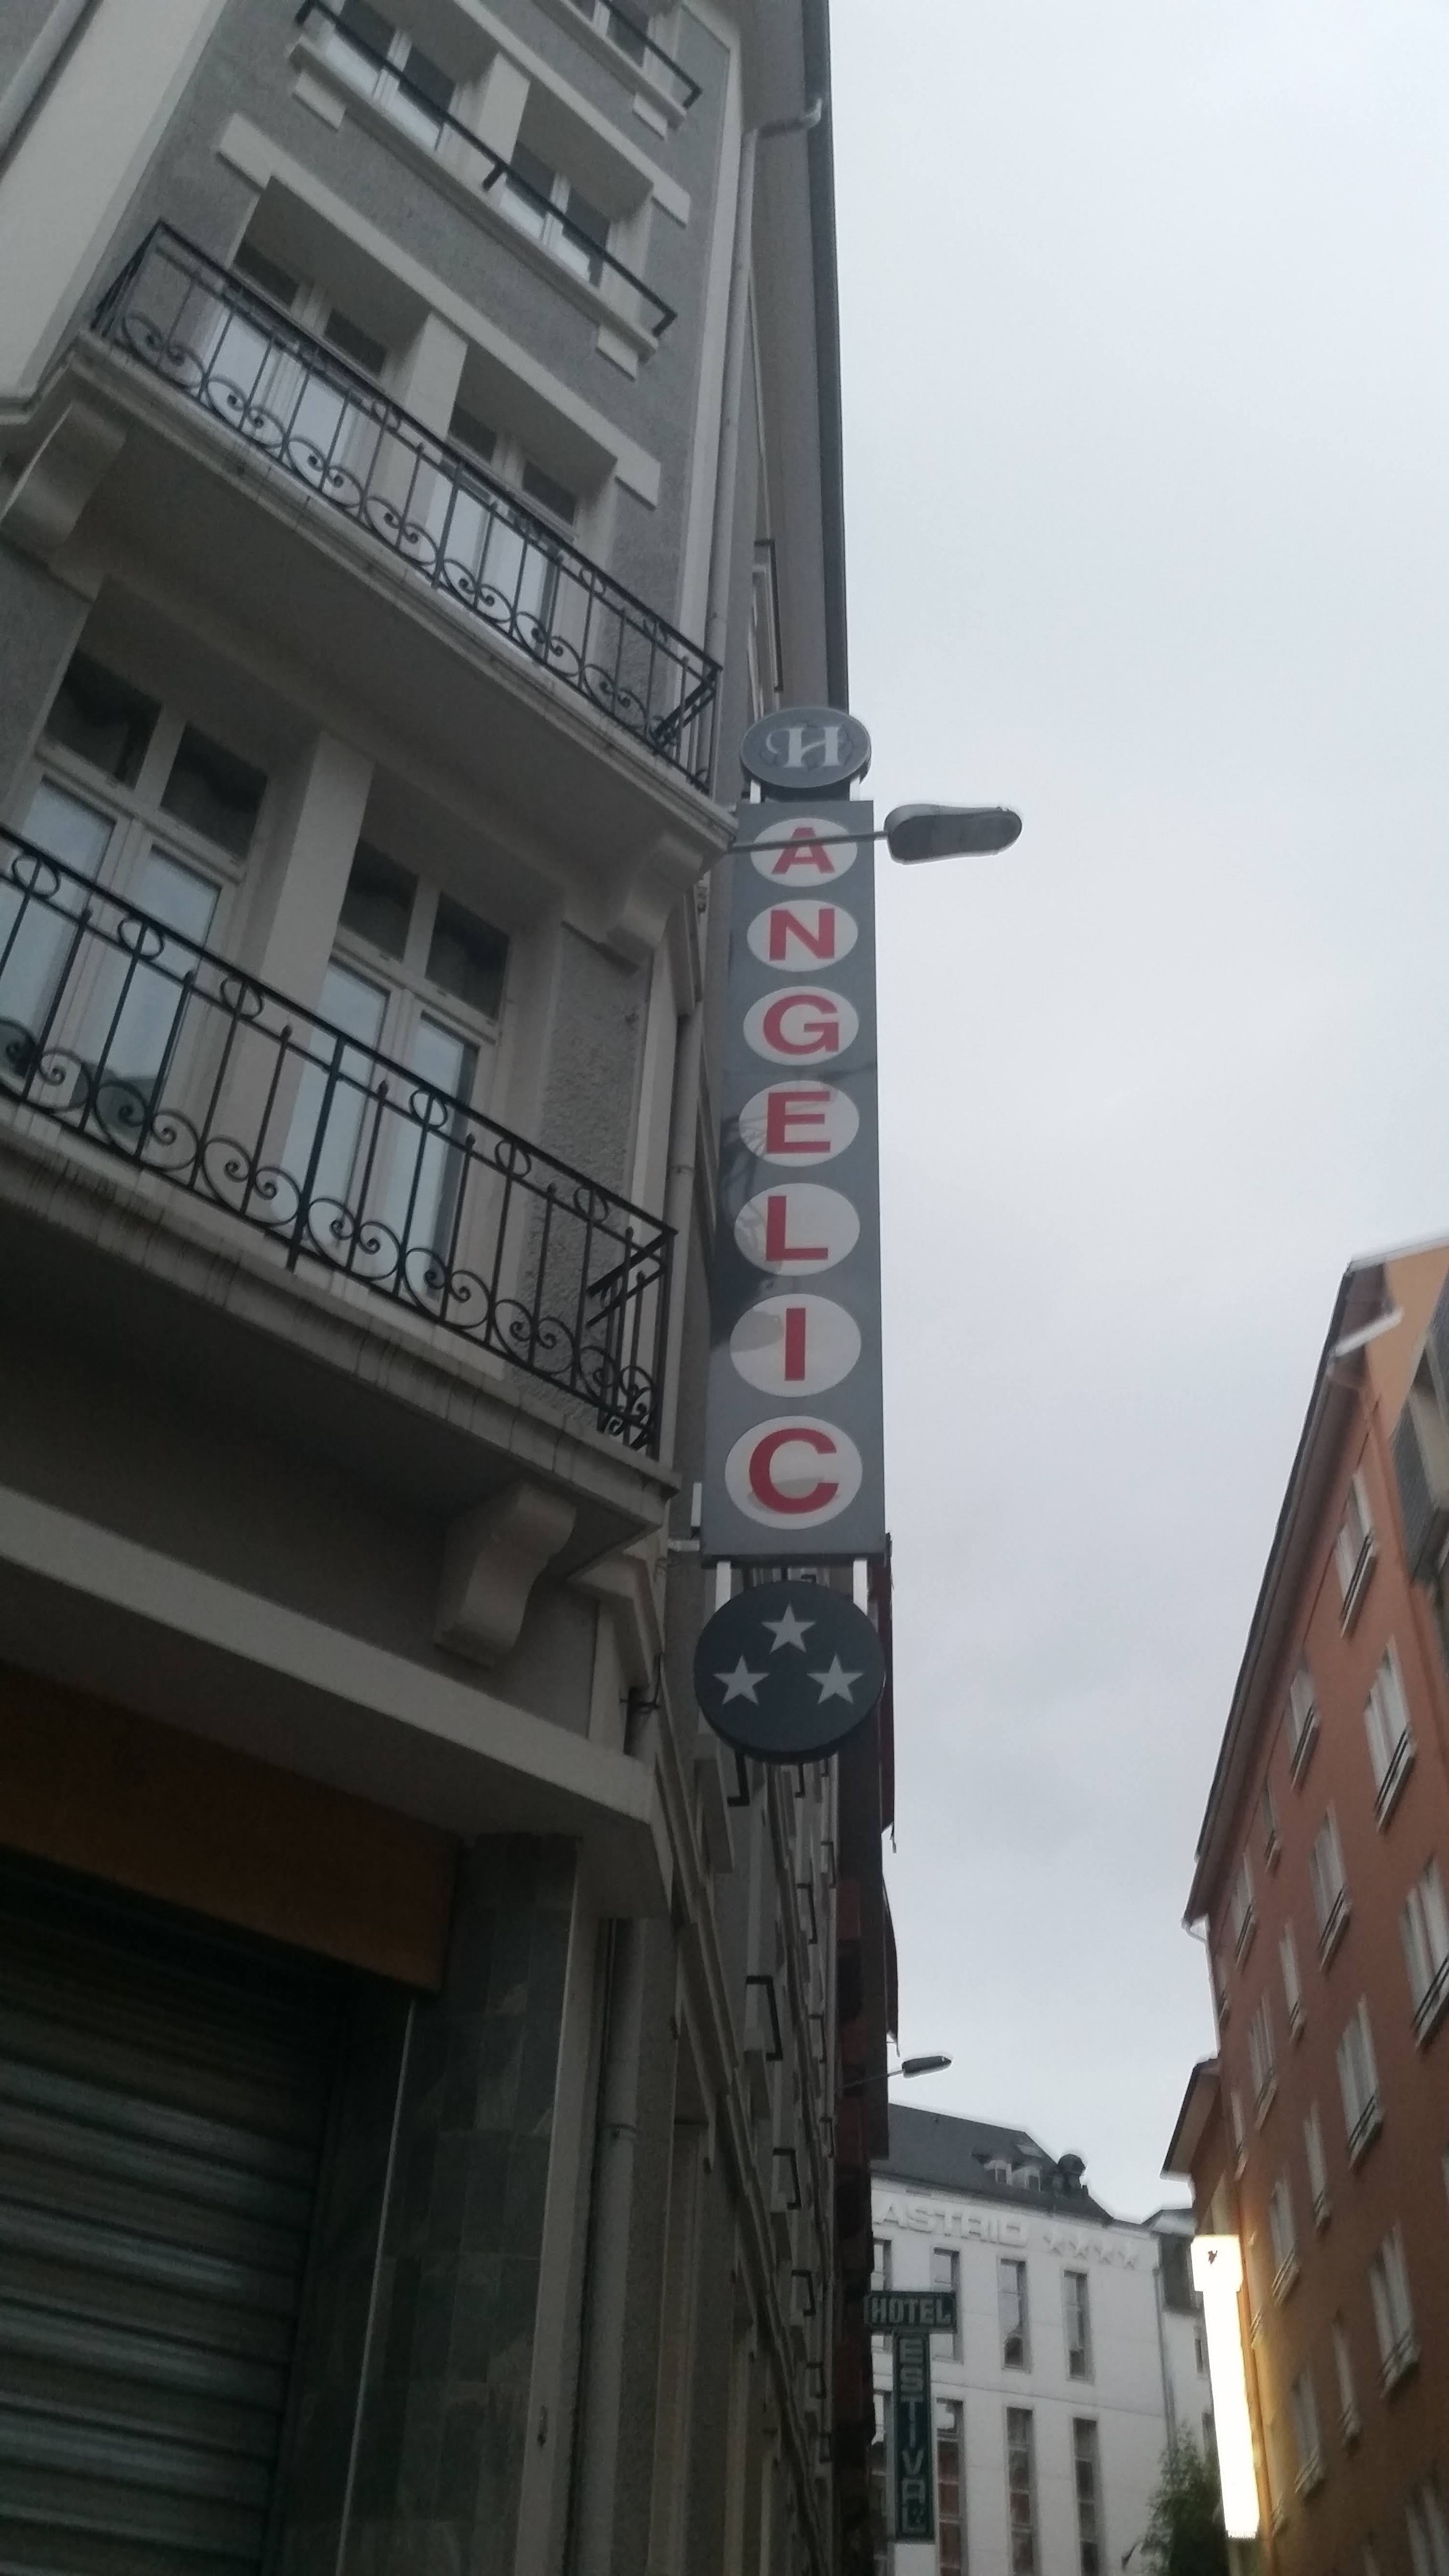 H
ANGELIC
ASTRID ****
HOTEL
ESTIVAL